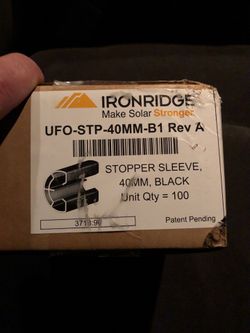 IRONRIDGE
Make Solar Stronger
UFO-STP-40MM-B1 Rev A
STOPPER SLEEVE,
40MM, BLACK
Unit Qty = 100
Patent Pending